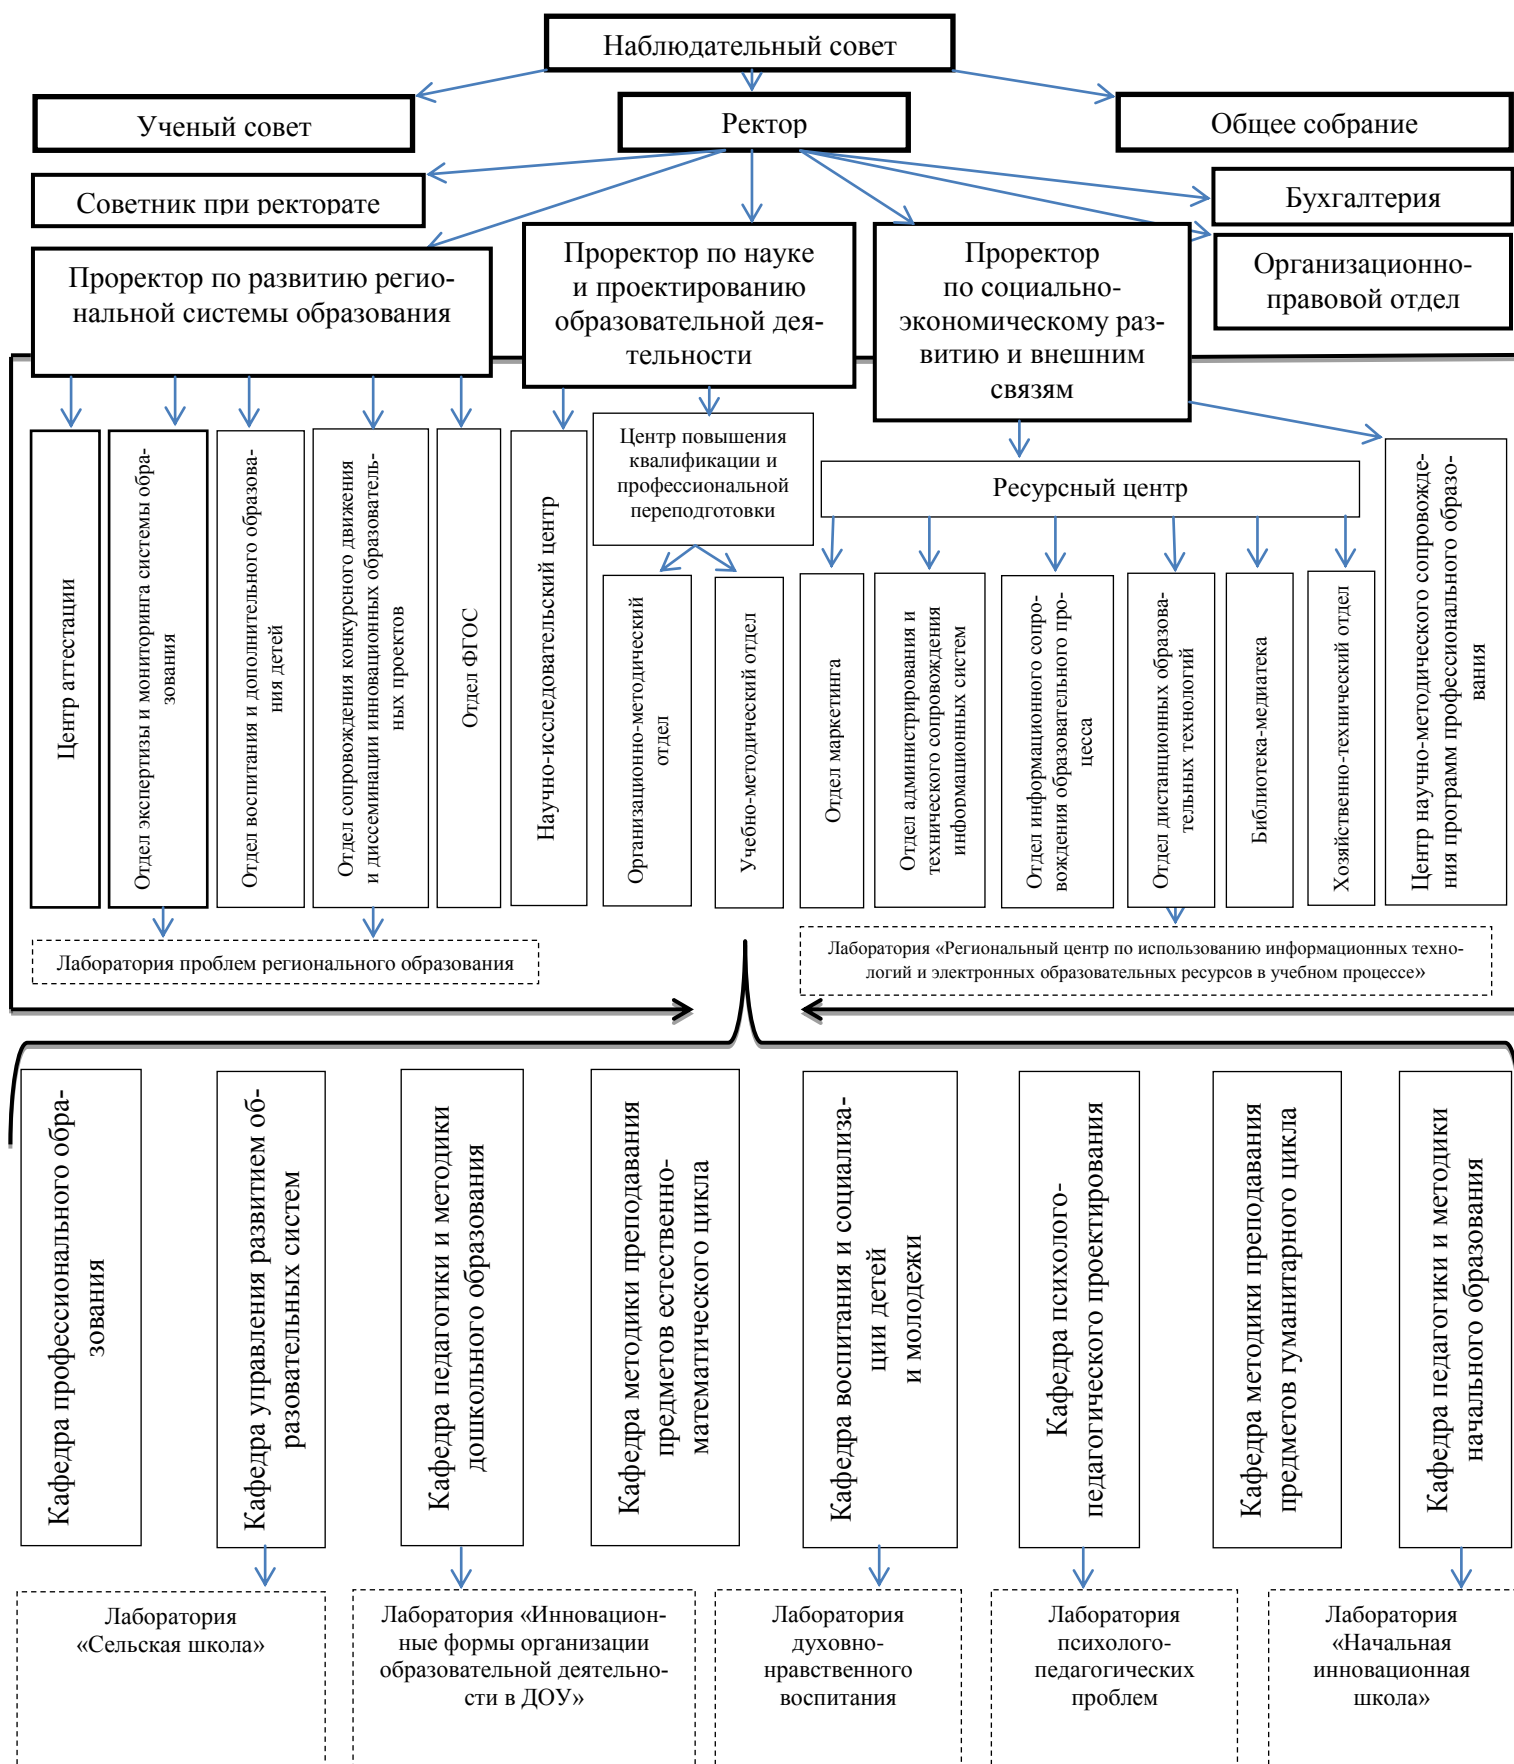 Наблюдательный совет
Ученый совет
Ректор
Общее собрание
Советник при ректорате
Бухгалтерия
Проректор по развитию регио-
нальной системы образования
Проректор по науке
и проектированию
образовательной дея-
тельности
Проректор
по социально-
экономическому раз-
витию и внешним
связям
Организационно-
правовой отдел
Центр аттестации
Отдел экспертизы и мониторинга системы обра-
зования
Отдел воспитания и дополнительного образова-
ния детей
Отдел сопровождения конкурсного движения
и диссеминации инновационных образователь-
ных проектов
Отдел ФГОС
Научно-исследовательский центр
Центр повышения
квалификации и
профессиональной
переподготовки
Организационно-методический
отдел
Учебно-методический отдел
Ресурсный центр
Отдел маркетинга
Отдел администрирования и
технического сопровождения
информационных систем
Отдел информационного сопро-
вождения образовательного про-
цесса
Отдел дистанционных образова-
тельных технологий
Библиотека-медиатека
Хозяйственно-технический отдел
Центр научно-методического сопровожде-
ния программ профессионального образо-
вания
Лаборатория проблем регионального образования
Лаборатория «Региональный центр по использованию информационных техно-
логий и электронных образовательных ресурсов в учебном процессе»
Кафедра профессионального обра-
зования
Кафедра управления развитием об-
разовательных систем
Кафедра педагогики и методики
дошкольного образования
Кафедра методики преподавания
предметов естественно-
математического цикла
Кафедра воспитания и социализа-
ции детей
и молодежи
Кафедра психолого-
педагогического проектирования
Кафедра методики преподавания
предметов гуманитарного цикла
Кафедра педагогики и методики
начального образования
Лаборатория
«Сельская школа»
Лаборатория «Инновацион-
ные формы организации
образовательной деятельно-
сти в ДОУ»
Лаборатория
духовно-
нравственного
воспитания
Лаборатория
психолого-
педагогических
проблем
Лаборатория
«Начальная
инновационная
школа»